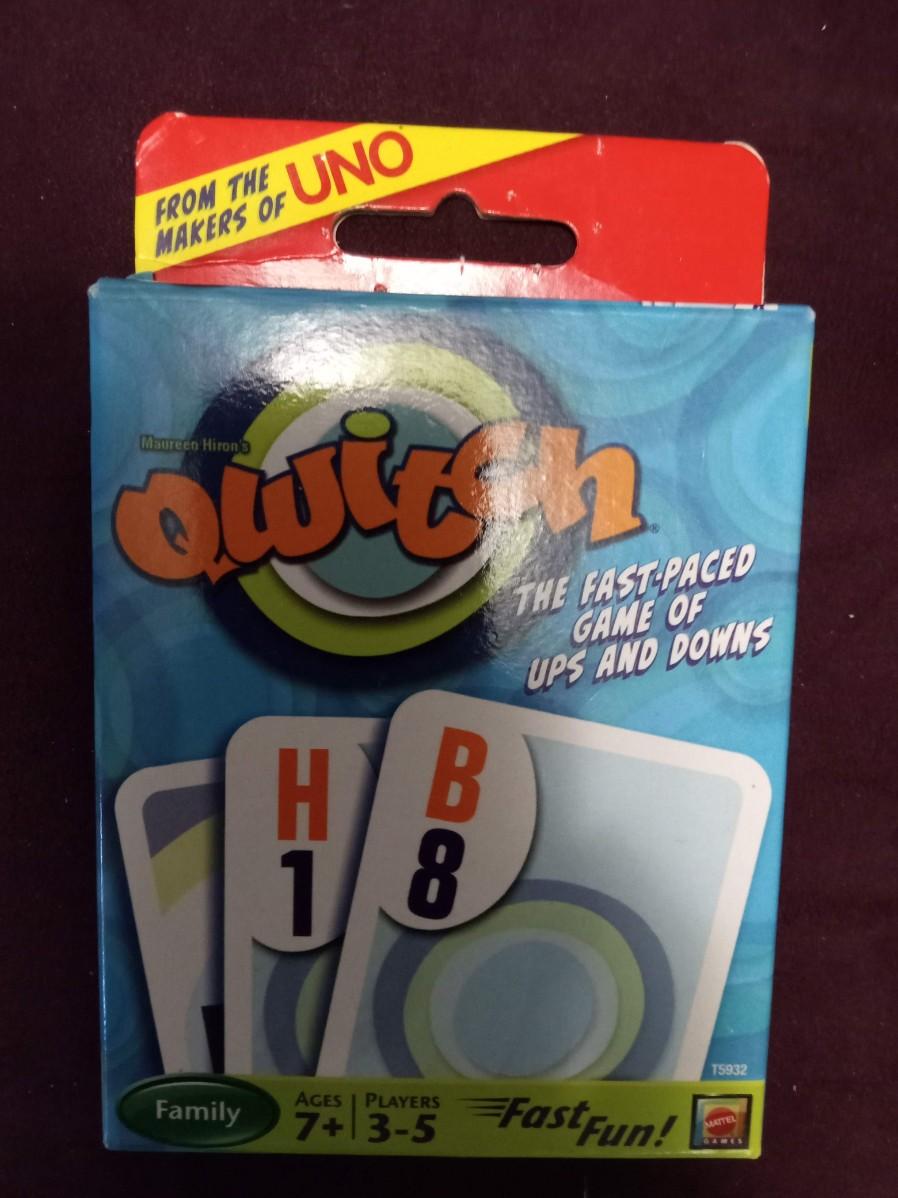 FROM THE
MAKERS OF UNO
Maureen Hiron's
Qwitch®
THE FAST-PACED
GAME OF
UPS AND DOWNS
H
1
B
8
T5932
Family
AGES
7+
PLAYERS
3-5
Fast
Fun!
MATTEL
GAMES